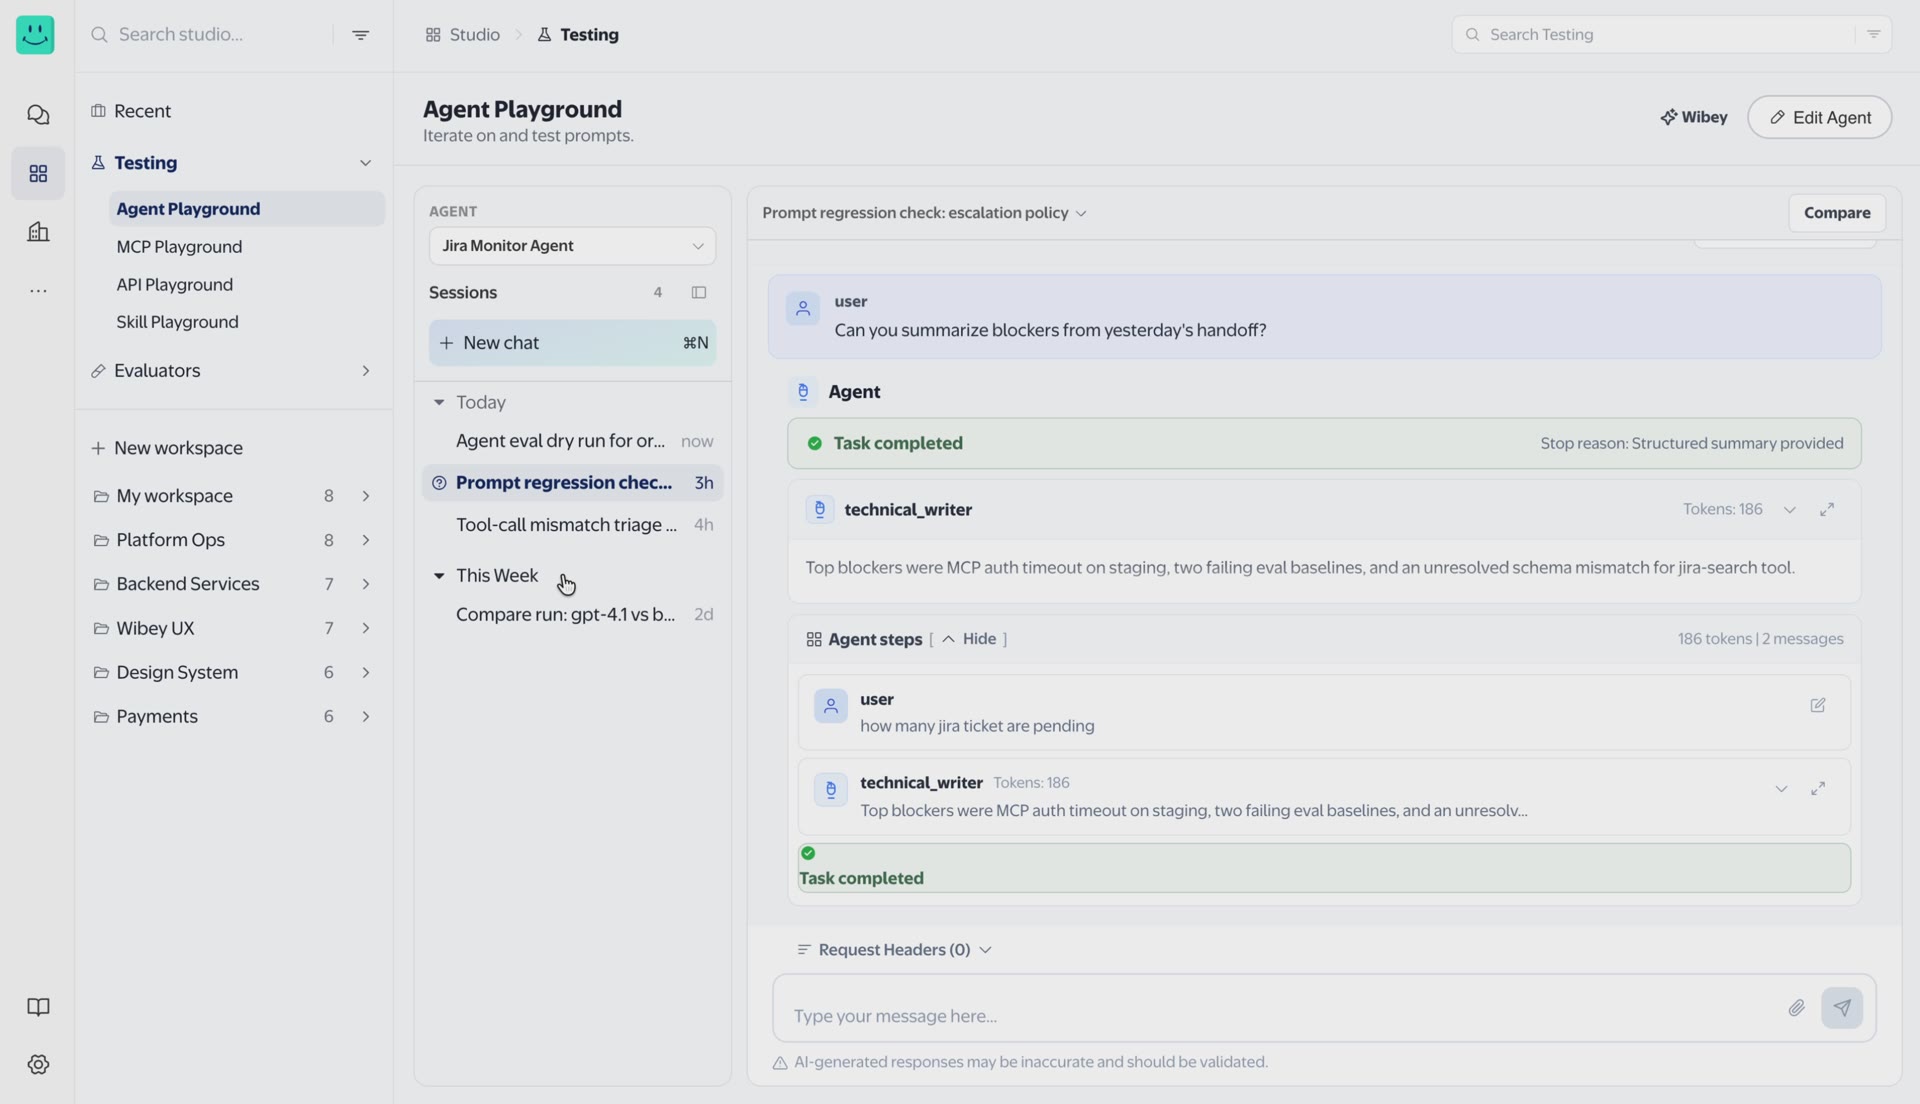 Search studio...
Studio
Testing
Search Testing
Recent
Testing
Agent Playground
MCP Playground
API Playground
Skill Playground
Evaluators
New workspace
My workspace 8
Platform Ops 8
Backend Services 7
Wibey UX 7
Design System 6
Payments 6
Agent Playground
Iterate on and test prompts.
Wibey
Edit Agent
AGENT
Jira Monitor Agent
Sessions 4
New chat ⌘N
Today
Agent eval dry run for or... now
Prompt regression chec... 3h
Tool-call mismatch triage ... 4h
This Week
Compare run: gpt-4.1 vs b... 2d
Prompt regression check: escalation policy
Compare
user
Can you summarize blockers from yesterday's handoff?
Agent
Task completed
Stop reason: Structured summary provided
technical_writer
Tokens: 186
Top blockers were MCP auth timeout on staging, two failing eval baselines, and an unresolved schema mismatch for jira-search tool.
Agent steps [ Hide ]
186 tokens | 2 messages
user
how many jira ticket are pending
technical_writer Tokens: 186
Top blockers were MCP auth timeout on staging, two failing eval baselines, and an unresolv...
Task completed
Request Headers (0)
Type your message here...
AI-generated responses may be inaccurate and should be validated.